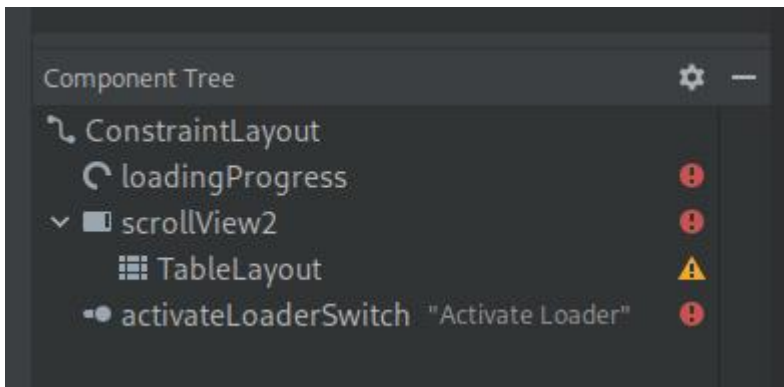 Component Tree
ConstraintLayout
loadingProgress
scrollView2
TableLayout
activateLoaderSwitch "Activate Loader"